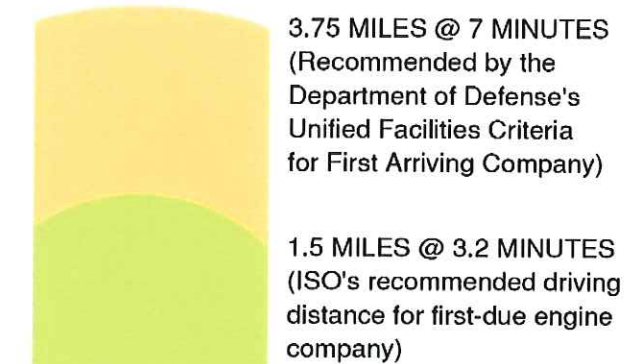 3.75 MILES @ 7 MINUTES
(Recommended by the
Department of Defense's
Unified Facilities Criteria
for First Arriving Company)
1.5 MILES @ 3.2 MINUTES
(ISO's recommended driving
distance for first-due engine
company)